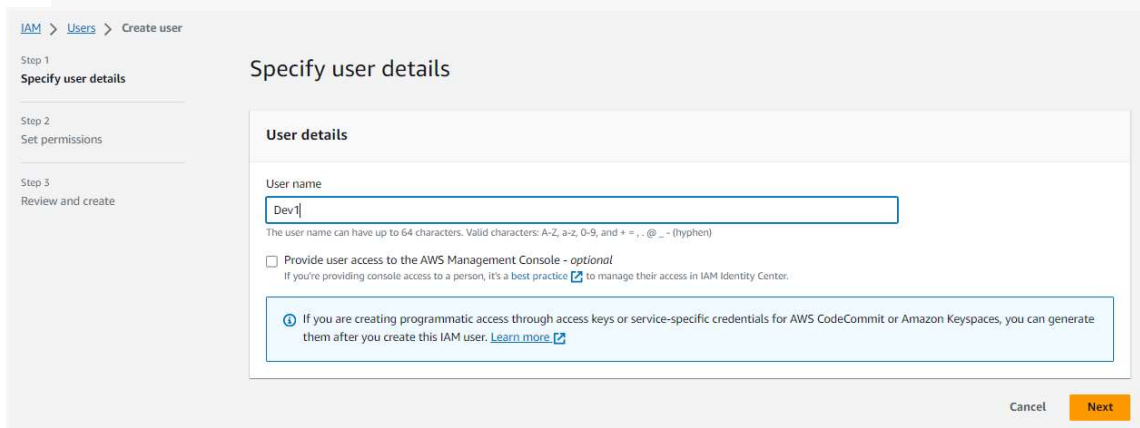 IAM > Users > Create user
Step 1
Specify user details
Step 2
Set permissions
Step 3
Review and create
Specify user details
User details
User name
Dev1
The user name can have up to 64 characters. Valid characters: A-Z, a-z, 0-9, and + = , . @ _ - (hyphen)
Provide user access to the AWS Management Console - optional
If you're providing console access to a person, it's a best practice to manage their access in IAM Identity Center.
If you are creating programmatic access through access keys or service-specific credentials for AWS CodeCommit or Amazon Keyspaces, you can generate
them after you create this IAM user. Learn more
Cancel
Next